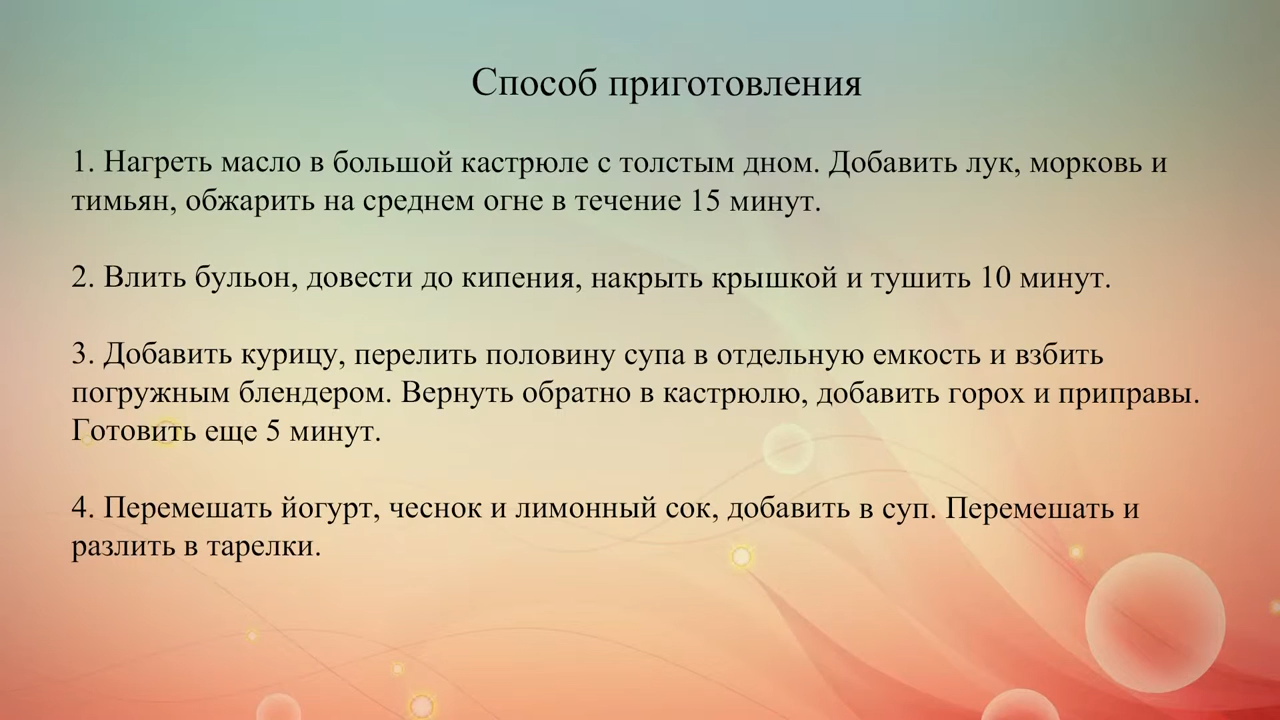 Способ приготовления
1. Нагреть масло в большой кастрюле с толстым дном. Добавить лук, морковь и
тимьян, обжарить на среднем огне в течение 15 минут.
2. Влить бульон, довести до кипения, накрыть крышкой и тушить 10 минут.
3. Добавить курицу, перелить половину супа в отдельную емкость и взбить
погружным блендером. Вернуть обратно в кастрюлю, добавить горох и приправы.
Готовить еще 5 минут.
4. Перемешать йогурт, чеснок и лимонный сок, добавить в суп. Перемешать и
разлить в тарелки.